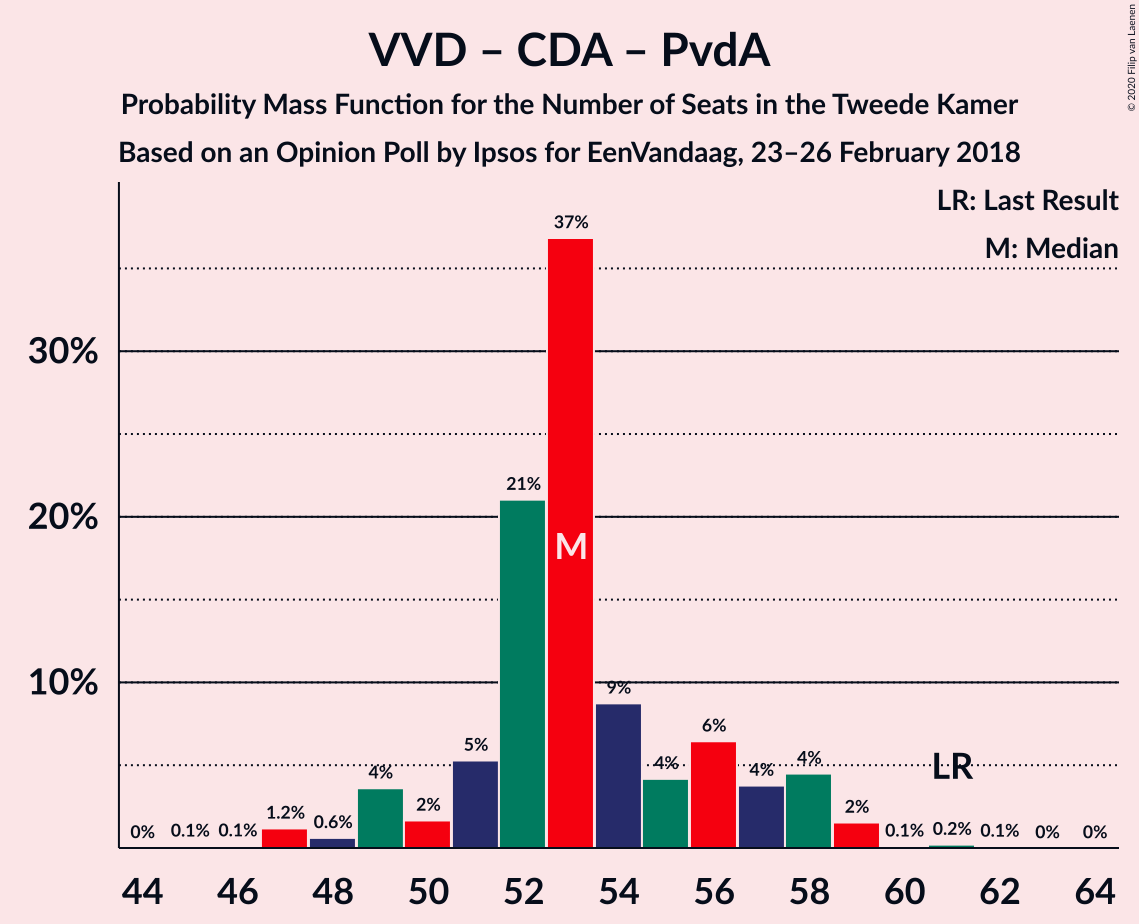 VVD – CDA – PvdA
Probability Mass Function for the Number of Seats in the Tweede Kamer
Based on an Opinion Poll by Ipsos for EenVandaag, 23–26 February 2018
© 2020 Filip van Laenen
LR: Last Result
M: Median
30%
20%
10%
0%
0.1%
0.1%
1.2%
0.6%
4%
2%
5%
21%
37%
M
9%
4%
6%
4%
4%
2%
0.1%
0.2%
LR
0.1%
0%
0%
44 46 48 50 52 54 56 58 60 62 64